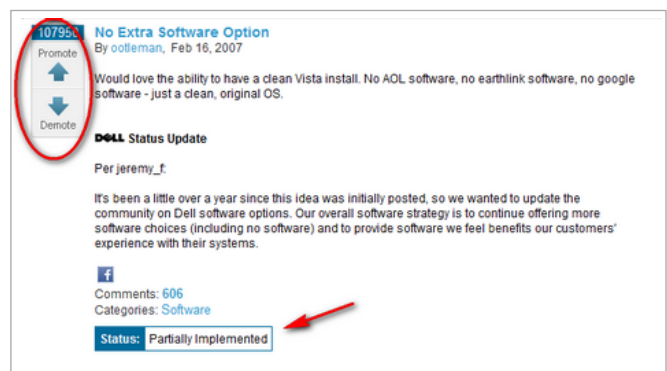 107950
Promote
Demote
No Extra Software Option
By ootleman, Feb 16, 2007
Would love the ability to have a clean Vista install. No AOL software, no earthlink software, no google
software - just a clean, original OS.
DELL Status Update
Per jeremy_f:
It's been a little over a year since this idea was initially posted, so we wanted to update the
community on Dell software options. Our overall software strategy is to continue offering more
software choices (including no software) and to provide software we feel benefits our customers'
experience with their systems.
f
Comments: 606
Categories: Software
Status: Partially Implemented